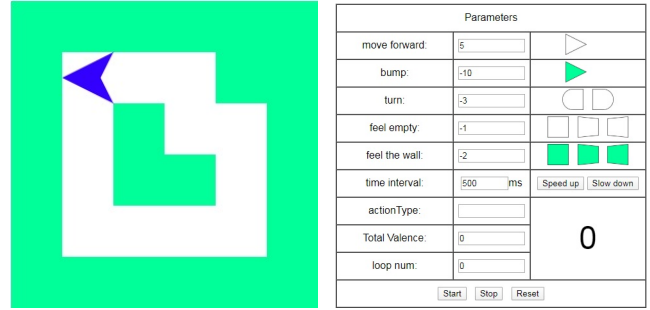 Parameters
move forward: 5
bump: -10
turn: -3
feel empty: -1
feel the wall: -2
time interval: 500 ms Speed up Slow down
actionType:
Total Valence: 0
0
loop num: 0
Start Stop Reset